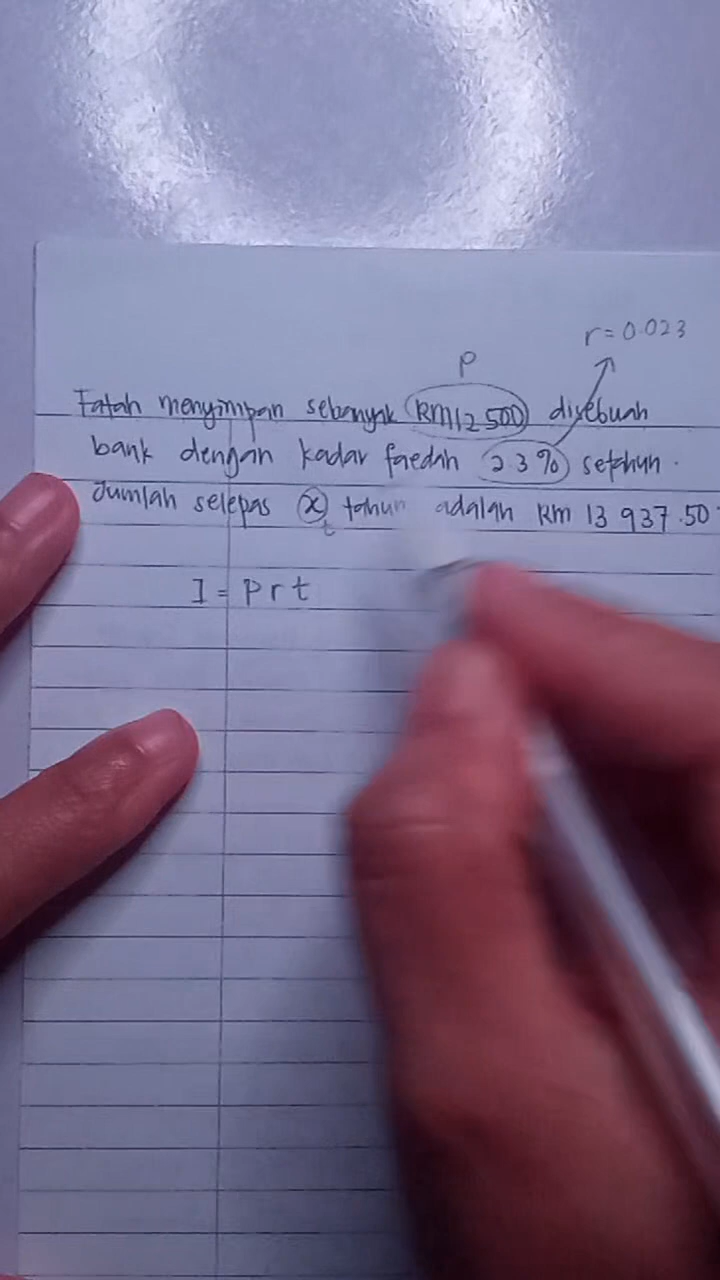 r = 0.023
P
Fatah menyimpan sebanyak RM12 500 disebuah
bank dengan kadar faedah 2.3% setahun.
Jumlah selepas x tahun adalah RM 13 937.50
t
I = P r t